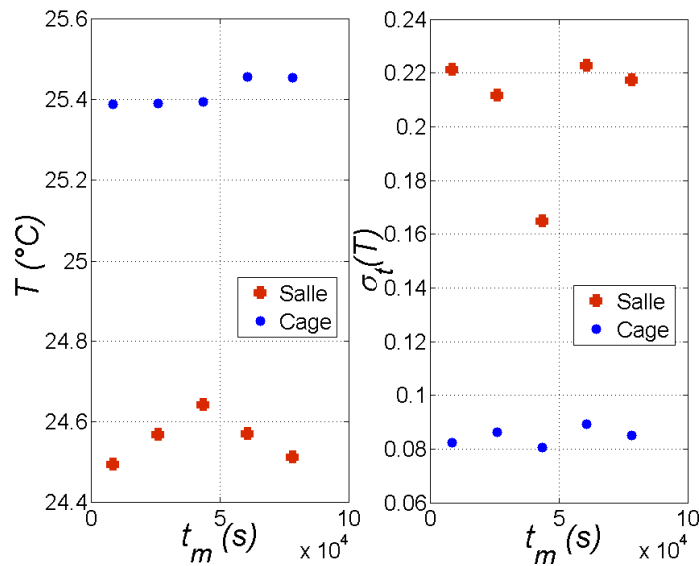 25.6
25.4
25.2
25
24.8
24.6
24.4
T (°C)
Salle
Cage
0 5 10
x 10^4
t_m (s)
0.24
0.22
0.2
0.18
0.16
0.14
0.12
0.1
0.08
0.06
σ_t(T)
Salle
Cage
0 5 10
x 10^4
t_m (s)